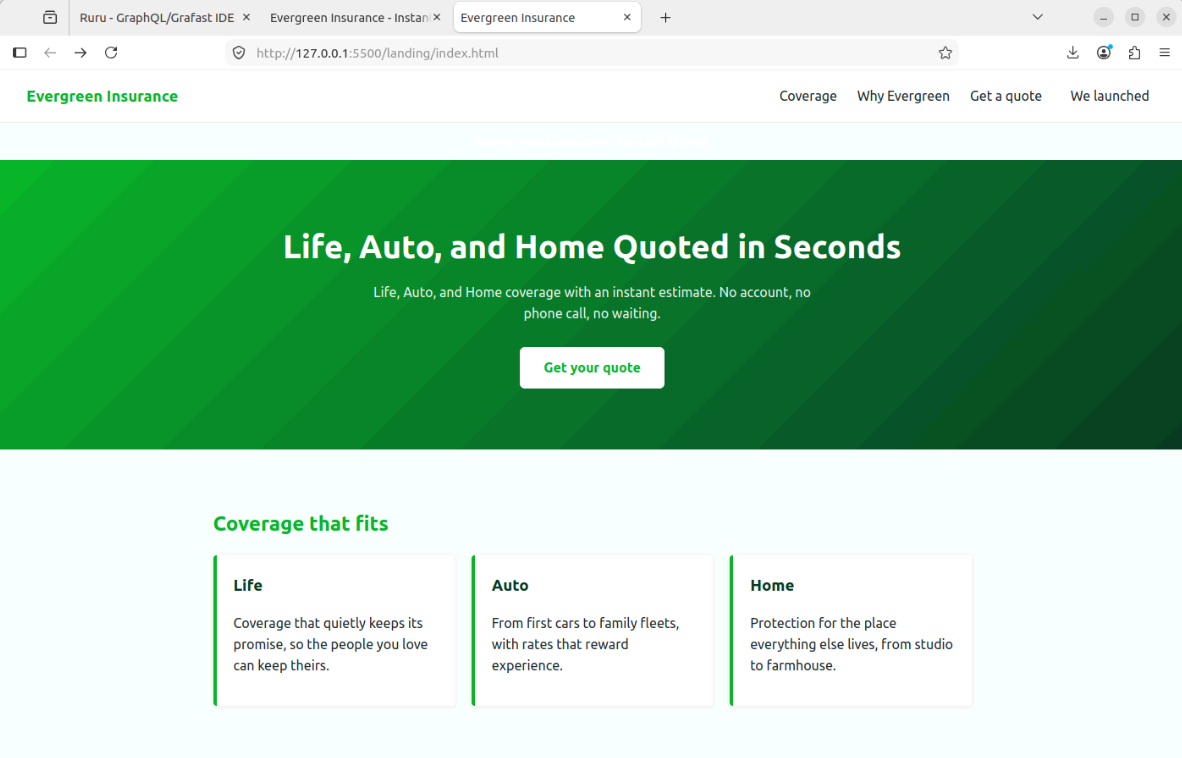 Ruru - GraphQL/Grafast IDE
Evergreen Insurance - Instan
Evergreen Insurance
http://127.0.0.1:5500/landing/index.html
Evergreen Insurance
Coverage Why Evergreen Get a quote We launched
Life, Auto, and Home Quoted in Seconds
Life, Auto, and Home coverage with an instant estimate. No account, no
phone call, no waiting.
Get your quote
Coverage that fits
Life
Coverage that quietly keeps its
promise, so the people you love
can keep theirs.
Auto
From first cars to family fleets,
with rates that reward
experience.
Home
Protection for the place
everything else lives, from studio
to farmhouse.